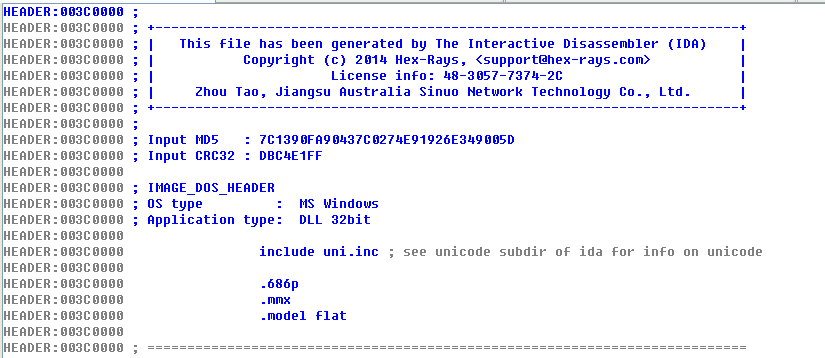 HEADER:003C0000 ;
HEADER:003C0000 ; +-------------------------------------------------------------------------+
HEADER:003C0000 ; |   This file has been generated by The Interactive Disassembler (IDA)    |
HEADER:003C0000 ; |           Copyright (c) 2014 Hex-Rays, <support@hex-rays.com>           |
HEADER:003C0000 ; |                      License info: 48-3057-7374-2C                      |
HEADER:003C0000 ; |     Zhou Tao, Jiangsu Australia Sinuo Network Technology Co., Ltd.      |
HEADER:003C0000 ; +-------------------------------------------------------------------------+
HEADER:003C0000 ;
HEADER:003C0000 ; Input MD5   : 7C1390FA90437C0274E91926E349005D
HEADER:003C0000 ; Input CRC32 : DBC4E1FF
HEADER:003C0000
HEADER:003C0000 ; IMAGE_DOS_HEADER
HEADER:003C0000 ; OS type         :  MS Windows
HEADER:003C0000 ; Application type:  DLL 32bit
HEADER:003C0000
HEADER:003C0000                 include uni.inc ; see unicode subdir of ida for info on unicode
HEADER:003C0000
HEADER:003C0000                 .686p
HEADER:003C0000                 .mmx
HEADER:003C0000                 .model flat
HEADER:003C0000
HEADER:003C0000 ; ===========================================================================